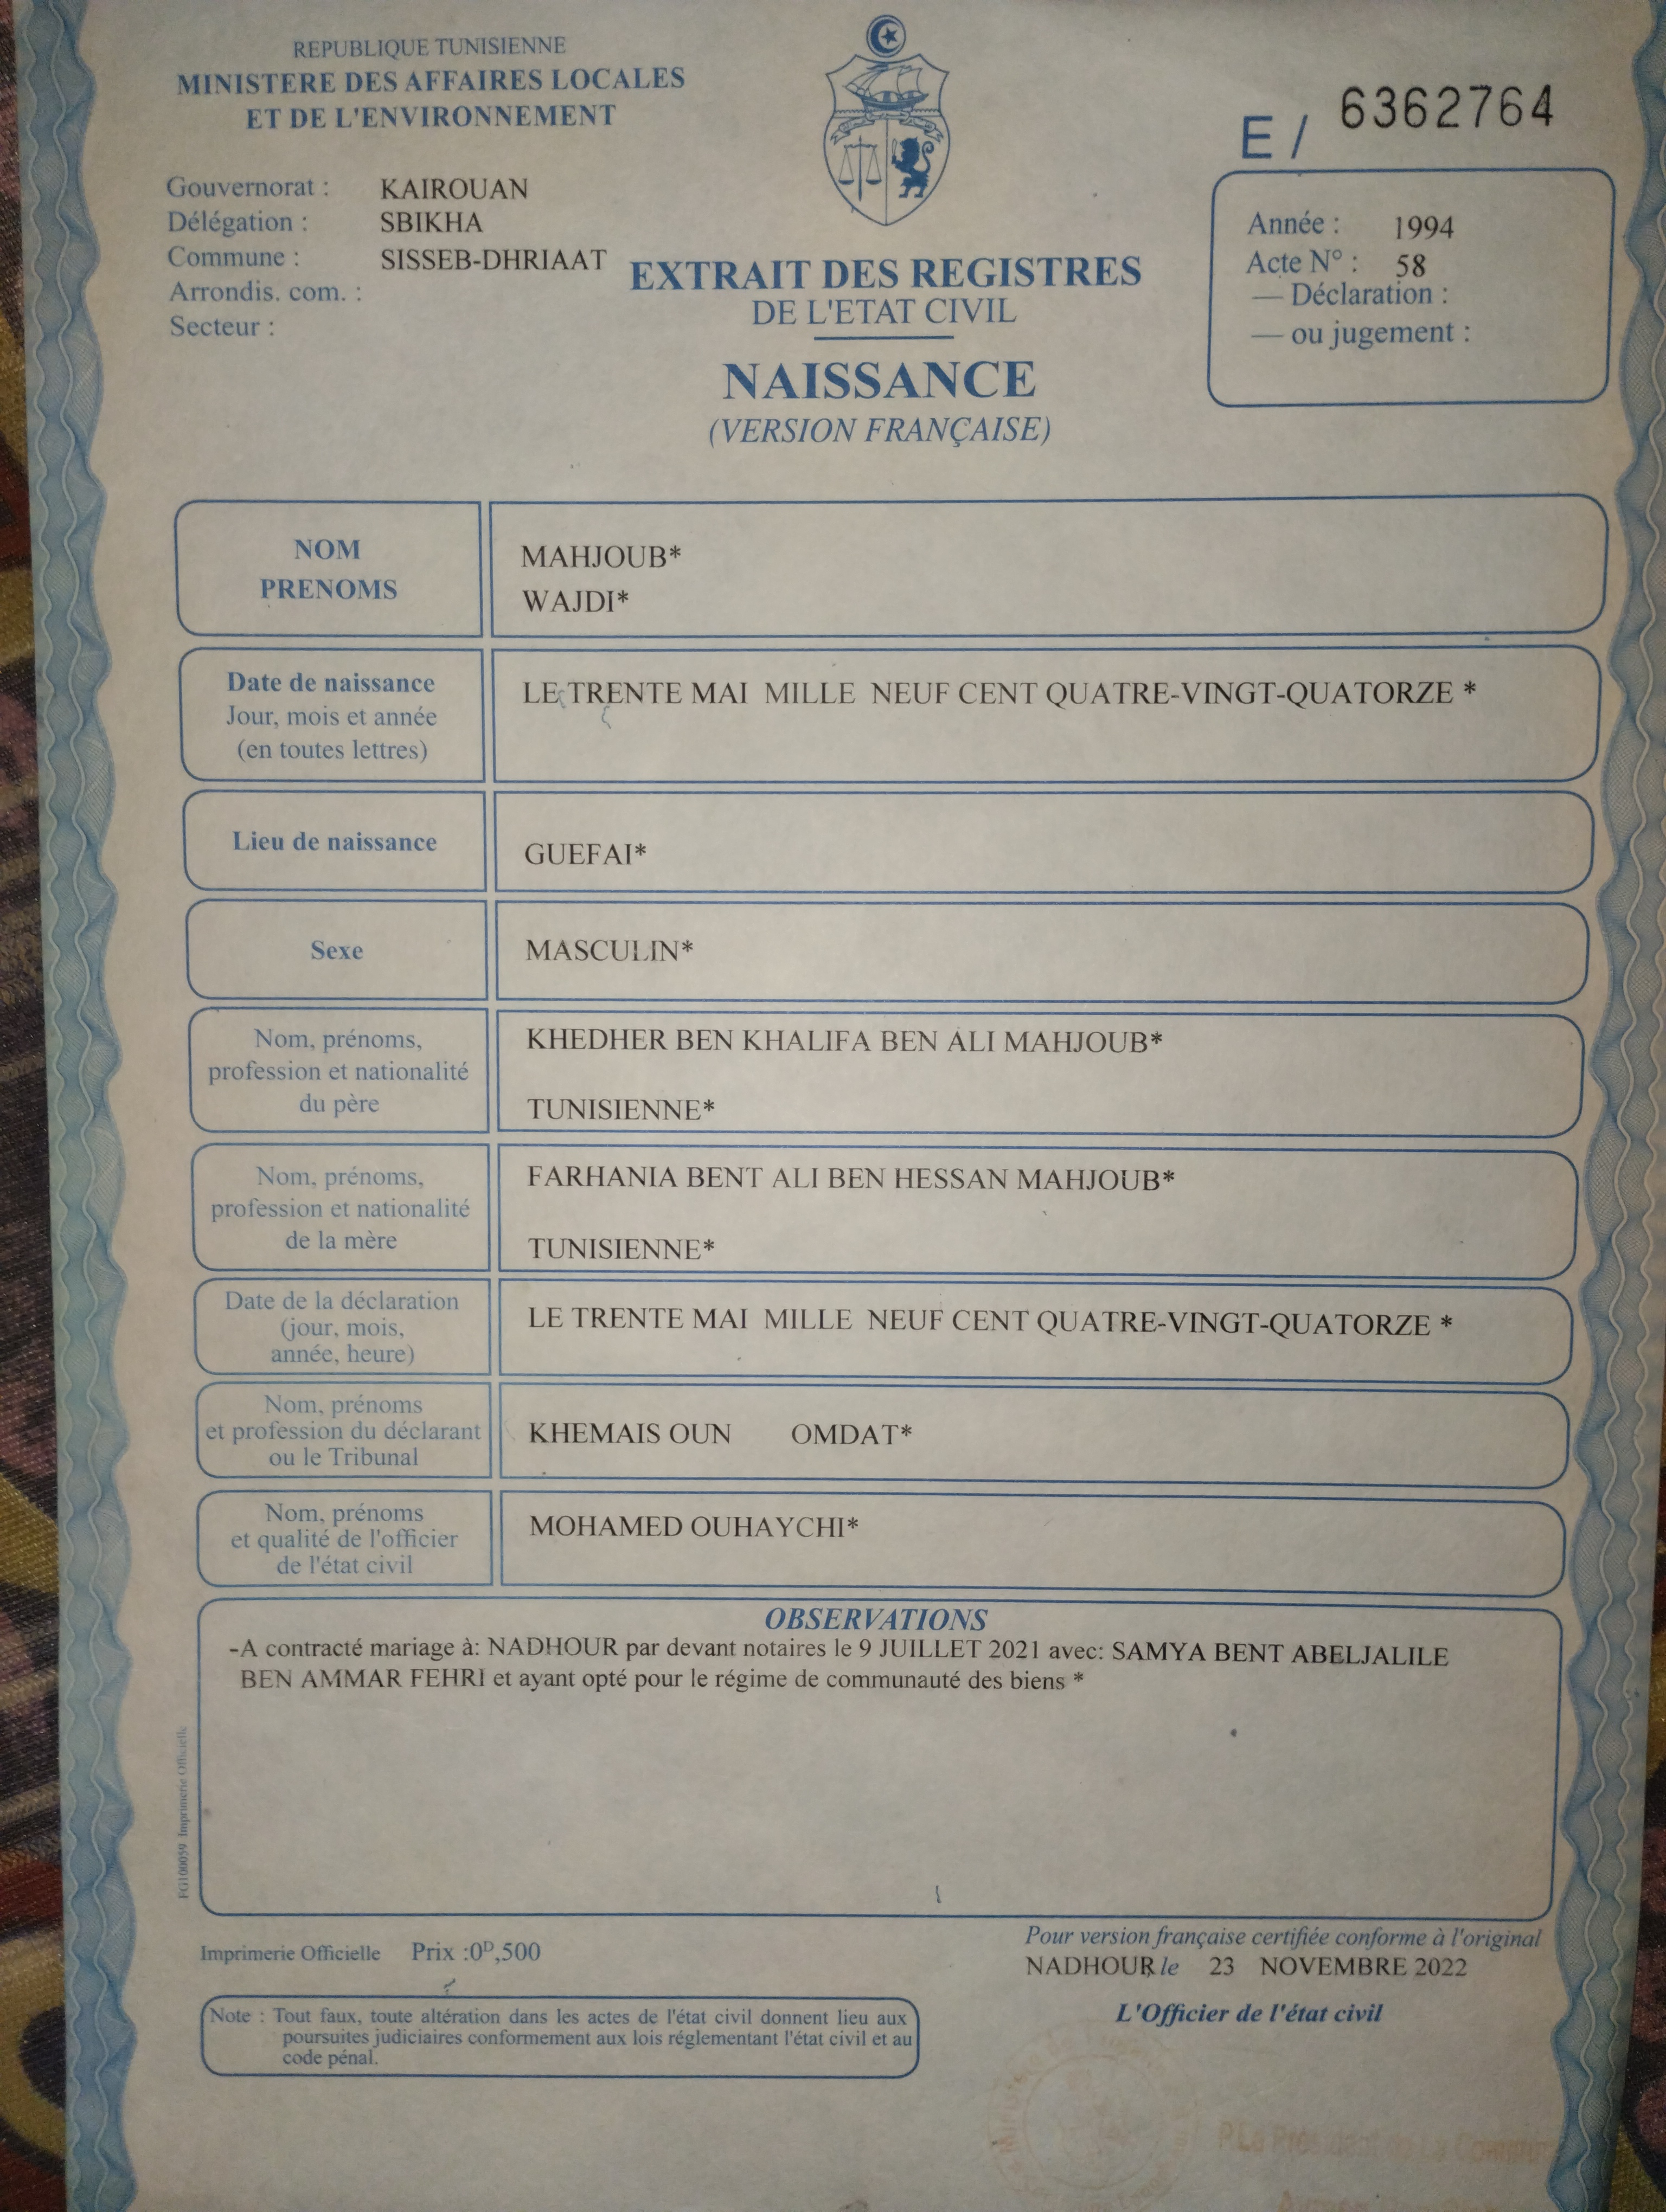 REPUBLIQUE TUNISIENNE
MINISTERE DES AFFAIRES LOCALES
ET DE L'ENVIRONNEMENT
E / 6362764
Gouvernorat : KAIROUAN
Délégation : SBIKHA
Commune : SISSEB-DHRIAAT
Arrondis. com. :
Secteur :
EXTRAIT DES REGISTRES
DE L'ETAT CIVIL
NAISSANCE
(VERSION FRANÇAISE)
Année : 1994
Acte N° : 58
— Déclaration :
— ou jugement :
NOM
PRENOMS
MAHJOUB*
WAJDI*
Date de naissance
Jour, mois et année
(en toutes lettres)
LE TRENTE MAI MILLE NEUF CENT QUATRE-VINGT-QUATORZE *
Lieu de naissance
GUEFAI*
Sexe
MASCULIN*
Nom, prénoms,
profession et nationalité
du père
KHEDHER BEN KHALIFA BEN ALI MAHJOUB*
TUNISIENNE*
Nom, prénoms,
profession et nationalité
de la mère
FARHANIA BENT ALI BEN HESSAN MAHJOUB*
TUNISIENNE*
Date de la déclaration
(jour, mois,
année, heure)
LE TRENTE MAI MILLE NEUF CENT QUATRE-VINGT-QUATORZE *
Nom, prénoms
et profession du déclarant
ou le Tribunal
KHEMAIS OUN OMDAT*
Nom, prénoms
et qualité de l'officier
de l'état civil
MOHAMED OUHAYCHI*
OBSERVATIONS
-A contracté mariage à: NADHOUR par devant notaires le 9 JUILLET 2021 avec: SAMYA BENT ABELJALILE
BEN AMMAR FEHRI et ayant opté pour le régime de communauté des biens *
FG100059 Imprimerie Officielle
Imprimerie Officielle Prix :0ᴰ,500
Pour version française certifiée conforme à l'original
NADHOUR le 23 NOVEMBRE 2022
L'Officier de l'état civil
Note : Tout faux, toute altération dans les actes de l'état civil donnent lieu aux
poursuites judiciaires conformement aux lois réglementant l'état civil et au
code pénal.
P Le Président de La Commune